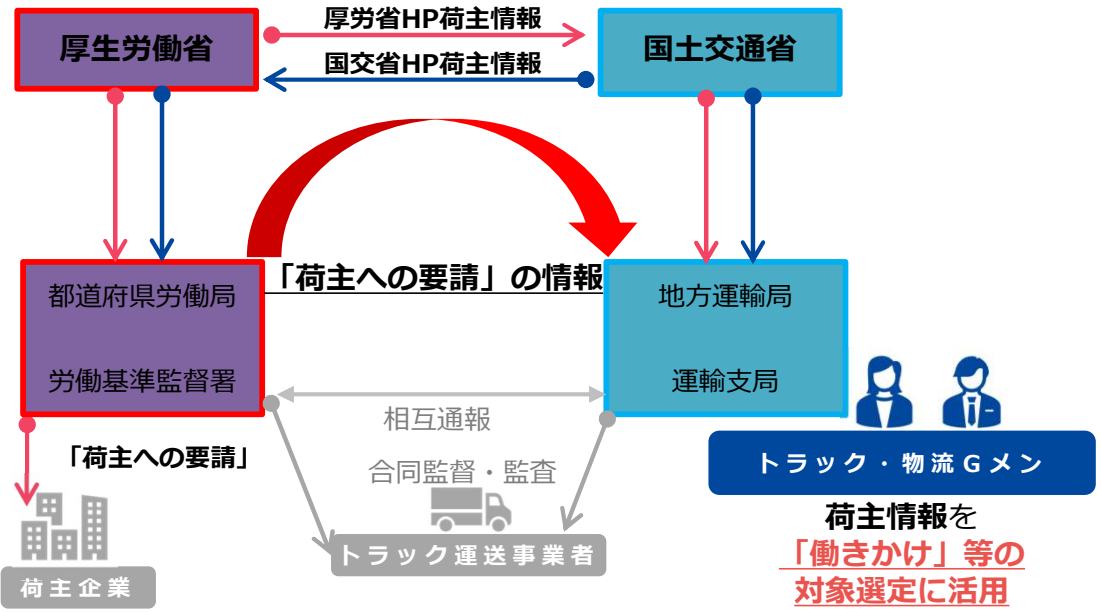 厚生労働省
厚労省HP荷主情報
国交省HP荷主情報
国土交通省
「荷主への要請」の情報
都道府県労働局
労働基準監督署
地方運輸局
運輸支局
相互通報
合同監督・監査
「荷主への要請」
荷主企業
トラック運送事業者
トラック・物流Gメン
荷主情報を
「働きかけ」等の
対象選定に活用